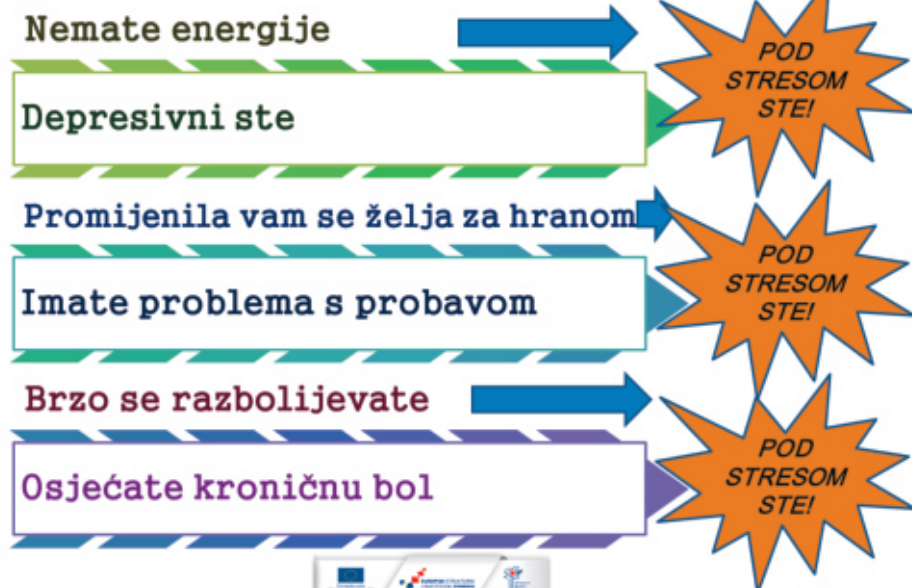 Nemate energije
POD
STRESOM
STE!
Depresivni ste
Promijenila vam se želja za hranom
POD
STRESOM
STE!
Imate problema s probavom
Brzo se razbolijevate
POD
STRESOM
STE!
Osjećate kroničnu bol